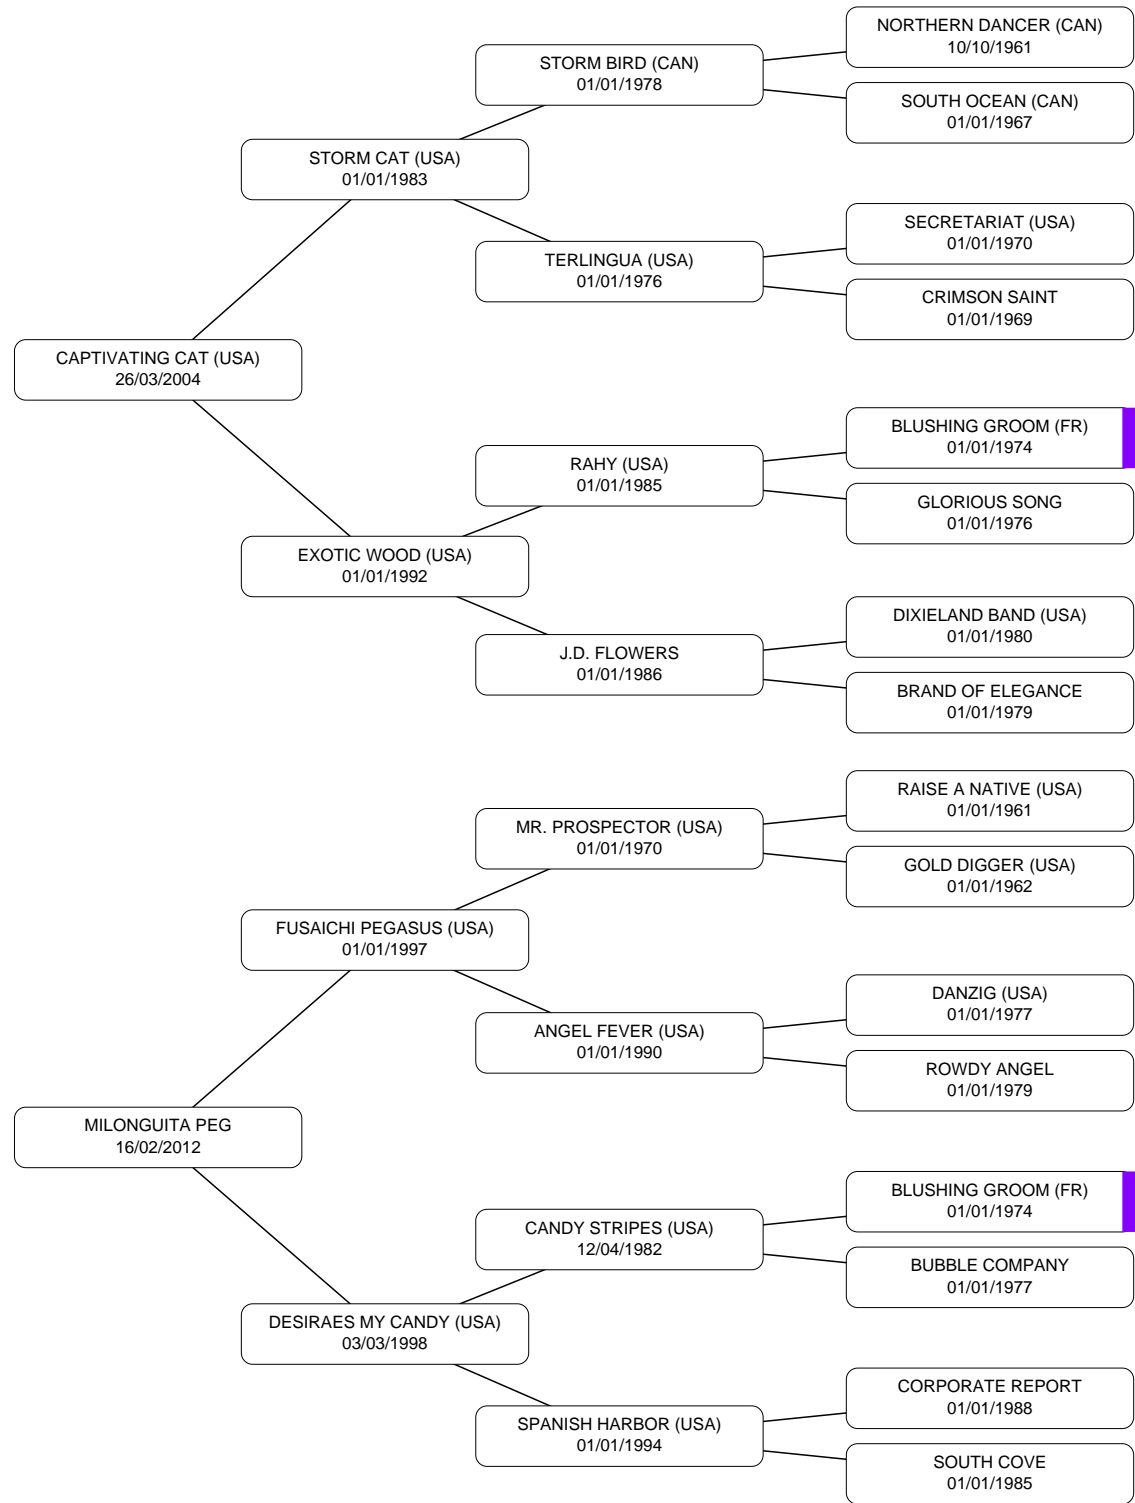 NORTHERN DANCER (CAN)
10/10/1961
STORM BIRD (CAN)
01/01/1978
SOUTH OCEAN (CAN)
01/01/1967
STORM CAT (USA)
01/01/1983
SECRETARIAT (USA)
01/01/1970
TERLINGUA (USA)
01/01/1976
CRIMSON SAINT
01/01/1969
CAPTIVATING CAT (USA)
26/03/2004
BLUSHING GROOM (FR)
01/01/1974
RAHY (USA)
01/01/1985
GLORIOUS SONG
01/01/1976
EXOTIC WOOD (USA)
01/01/1992
DIXIELAND BAND (USA)
01/01/1980
J.D. FLOWERS
01/01/1986
BRAND OF ELEGANCE
01/01/1979
RAISE A NATIVE (USA)
01/01/1961
MR. PROSPECTOR (USA)
01/01/1970
GOLD DIGGER (USA)
01/01/1962
FUSAICHI PEGASUS (USA)
01/01/1997
DANZIG (USA)
01/01/1977
ANGEL FEVER (USA)
01/01/1990
ROWDY ANGEL
01/01/1979
MILONGUITA PEG
16/02/2012
BLUSHING GROOM (FR)
01/01/1974
CANDY STRIPES (USA)
12/04/1982
BUBBLE COMPANY
01/01/1977
DESIRAES MY CANDY (USA)
03/03/1998
CORPORATE REPORT
01/01/1988
SPANISH HARBOR (USA)
01/01/1994
SOUTH COVE
01/01/1985